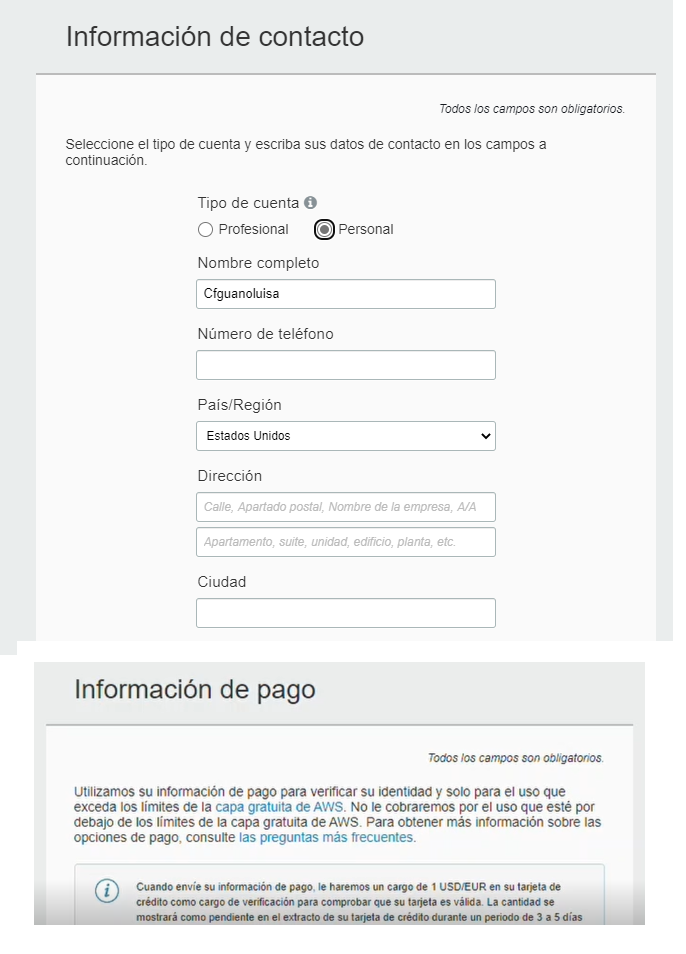 Información de contacto
Todos los campos son obligatorios.
Seleccione el tipo de cuenta y escriba sus datos de contacto en los campos a
continuación.
Tipo de cuenta
Profesional Personal
Nombre completo
Cfguanoluisa
Número de teléfono
País/Región
Estados Unidos
Dirección
Calle, Apartado postal, Nombre de la empresa, A/A
Apartamento, suite, unidad, edificio, planta, etc.
Ciudad
Información de pago
Todos los campos son obligatorios.
Utilizamos su información de pago para verificar su identidad y solo para el uso que
exceda los límites de la capa gratuita de AWS. No le cobraremos por el uso que esté por
debajo de los límites de la capa gratuita de AWS. Para obtener más información sobre las
opciones de pago, consulte las preguntas más frecuentes.
Cuando envíe su información de pago, le haremos un cargo de 1 USD/EUR en su tarjeta de
crédito como cargo de verificación para comprobar que su tarjeta es válida. La cantidad se
mostrará como pendiente en el extracto de su tarjeta de crédito durante un periodo de 3 a 5 días